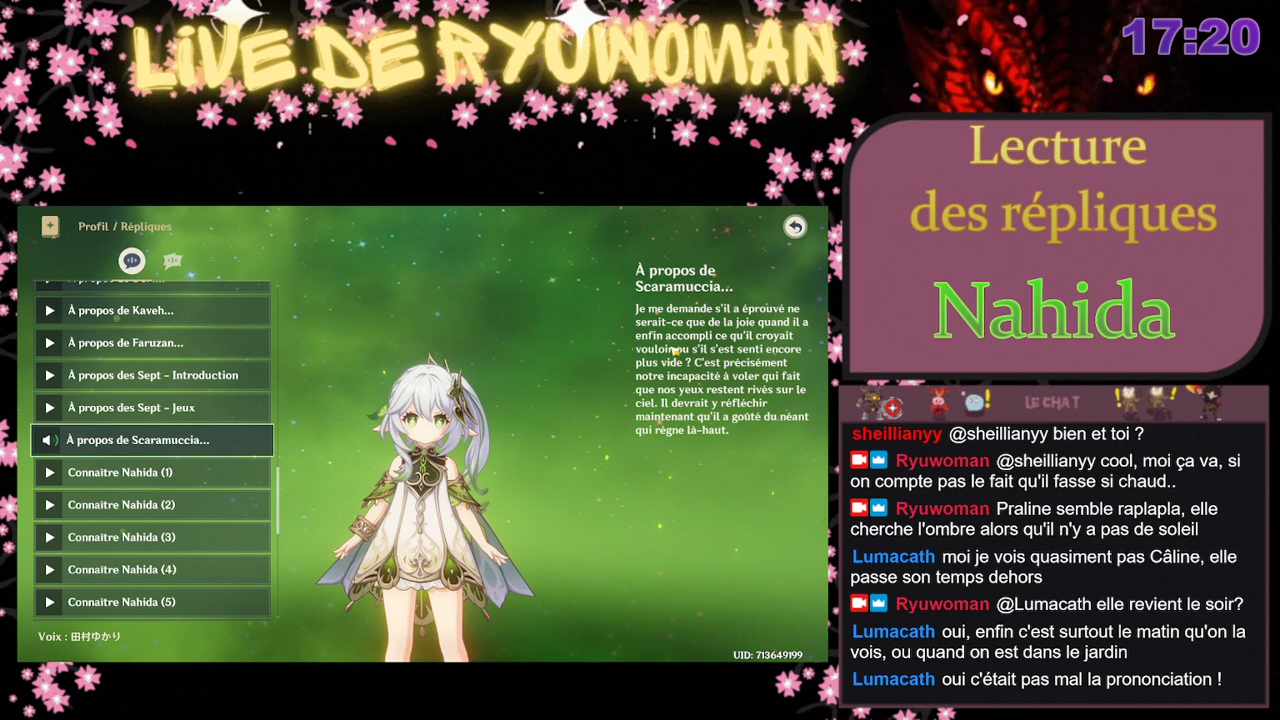 LIVE DE RYUWOMAN
17:20
Lecture
des répliques
Nahida
Profil / Répliques
À propos de Kaveh...
À propos de Faruzan...
À propos des Sept – Introduction
À propos des Sept – Jeux
À propos de Scaramuccia...
Connaître Nahida (1)
Connaître Nahida (2)
Connaître Nahida (3)
Connaître Nahida (4)
Connaître Nahida (5)
Voix : 田村ゆかり
À propos de
Scaramuccia...
Je me demande s'il a éprouvé ne
serait-ce que de la joie quand il a
enfin accompli ce qu'il croyait
vouloir, ou s'il s'est senti encore
plus vide ? C'est précisément
notre incapacité à voler qui fait
que nos yeux restent rivés sur le
ciel. Il devrait y réfléchir
maintenant qu'il a goûté du néant
qui règne là-haut.
UID: 713649199
LE CHAT
sheillianyy @sheillianyy bien et toi ?
Ryuwoman @sheillianyy cool, moi ça va, si
on compte pas le fait qu'il fasse si chaud..
Ryuwoman Praline semble raplapla, elle
cherche l'ombre alors qu'il n'y a pas de soleil
Lumacath moi je vois quasiment pas Câline, elle
passe son temps dehors
Ryuwoman @Lumacath elle revient le soir?
Lumacath oui, enfin c'est surtout le matin qu'on la
vois, ou quand on est dans le jardin
Lumacath oui c'était pas mal la prononciation !